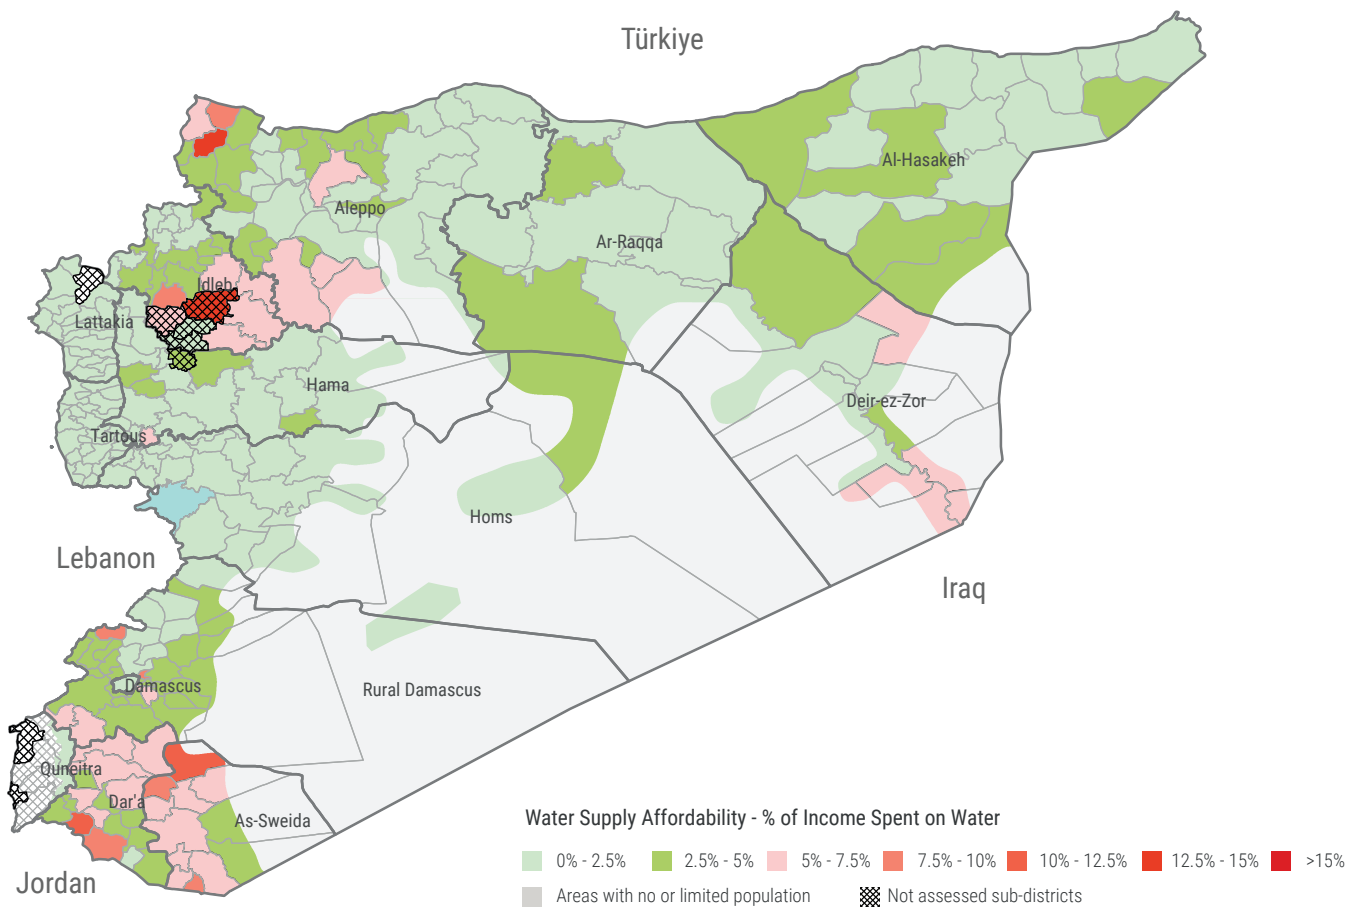 Türkiye
Al-Hasakeh
Aleppo
Ar-Raqqa
Idleb
Lattakia
Hama
Deir-ez-Zor
Tartous
Homs
Lebanon
Iraq
Damascus
Rural Damascus
Quneitra
Dar'a
As-Sweida
Jordan
Water Supply Affordability - % of Income Spent on Water
0% - 2.5% 2.5% - 5% 5% - 7.5% 7.5% - 10% 10% - 12.5% 12.5% - 15% >15%
Areas with no or limited population Not assessed sub-districts